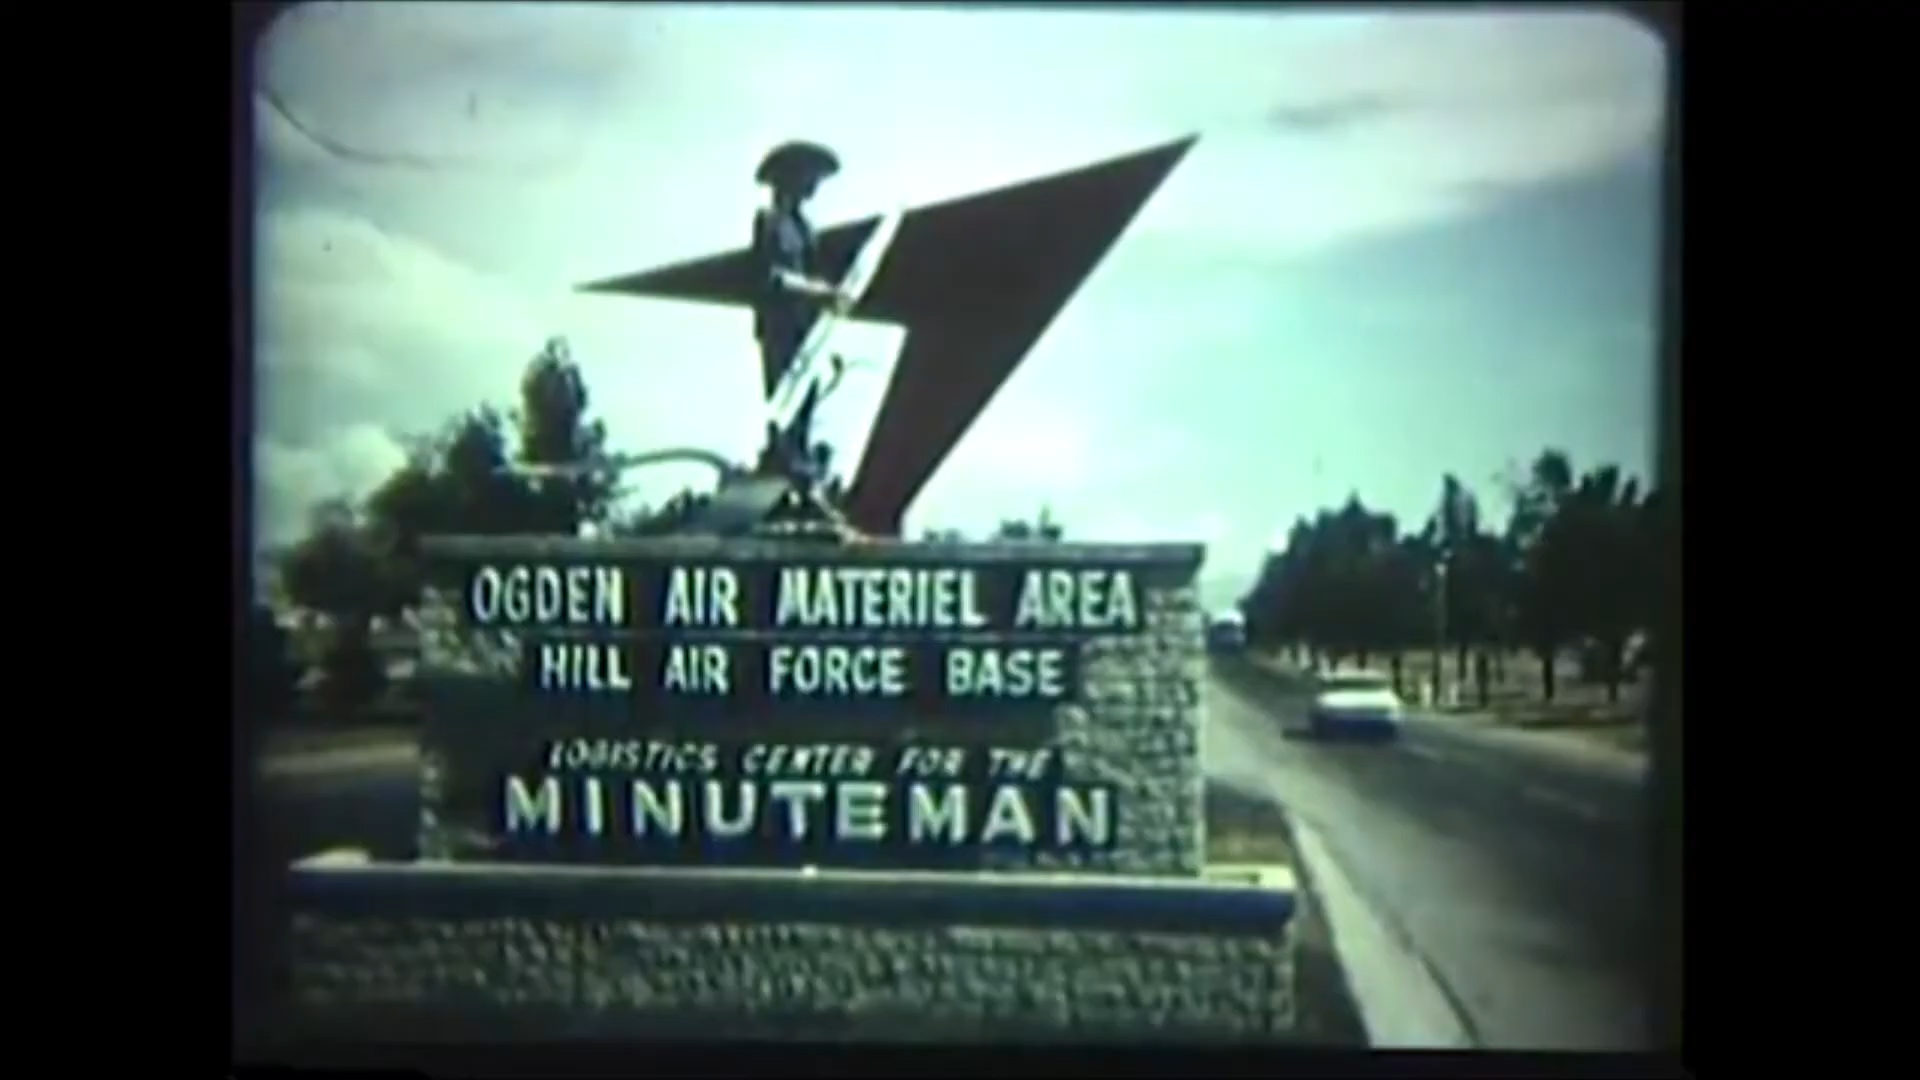 OGDEN AIR MATERIEL AREA
HILL AIR FORCE BASE
LOGISTICS CENTER FOR THE
MINUTEMAN